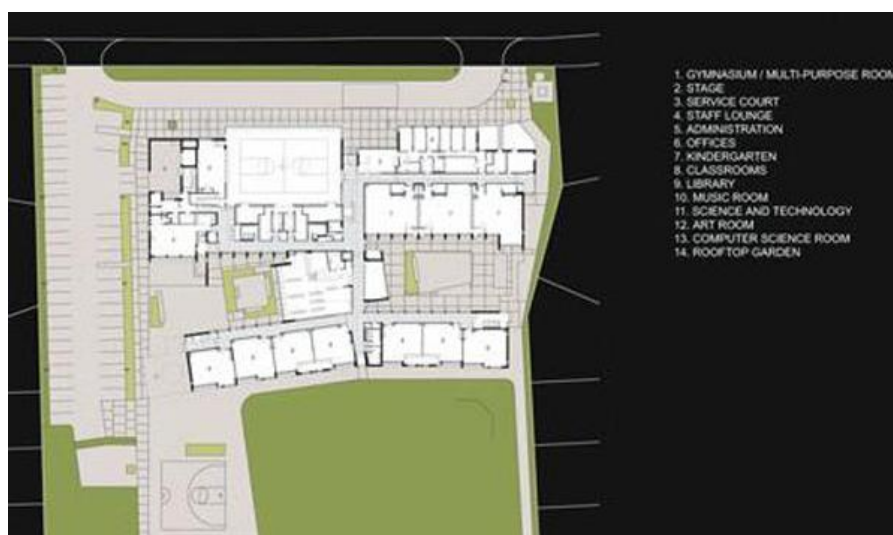 1. GYMNASIUM / MULTI-PURPOSE ROOM
2. STAGE
3. SERVICE COURT
4. STAFF LOUNGE
5. ADMINISTRATION
6. OFFICES
7. KINDERGARTEN
8. CLASSROOMS
9. LIBRARY
10. MUSIC ROOM
11. SCIENCE AND TECHNOLOGY
12. ART ROOM
13. COMPUTER SCIENCE ROOM
14. ROOFTOP GARDEN